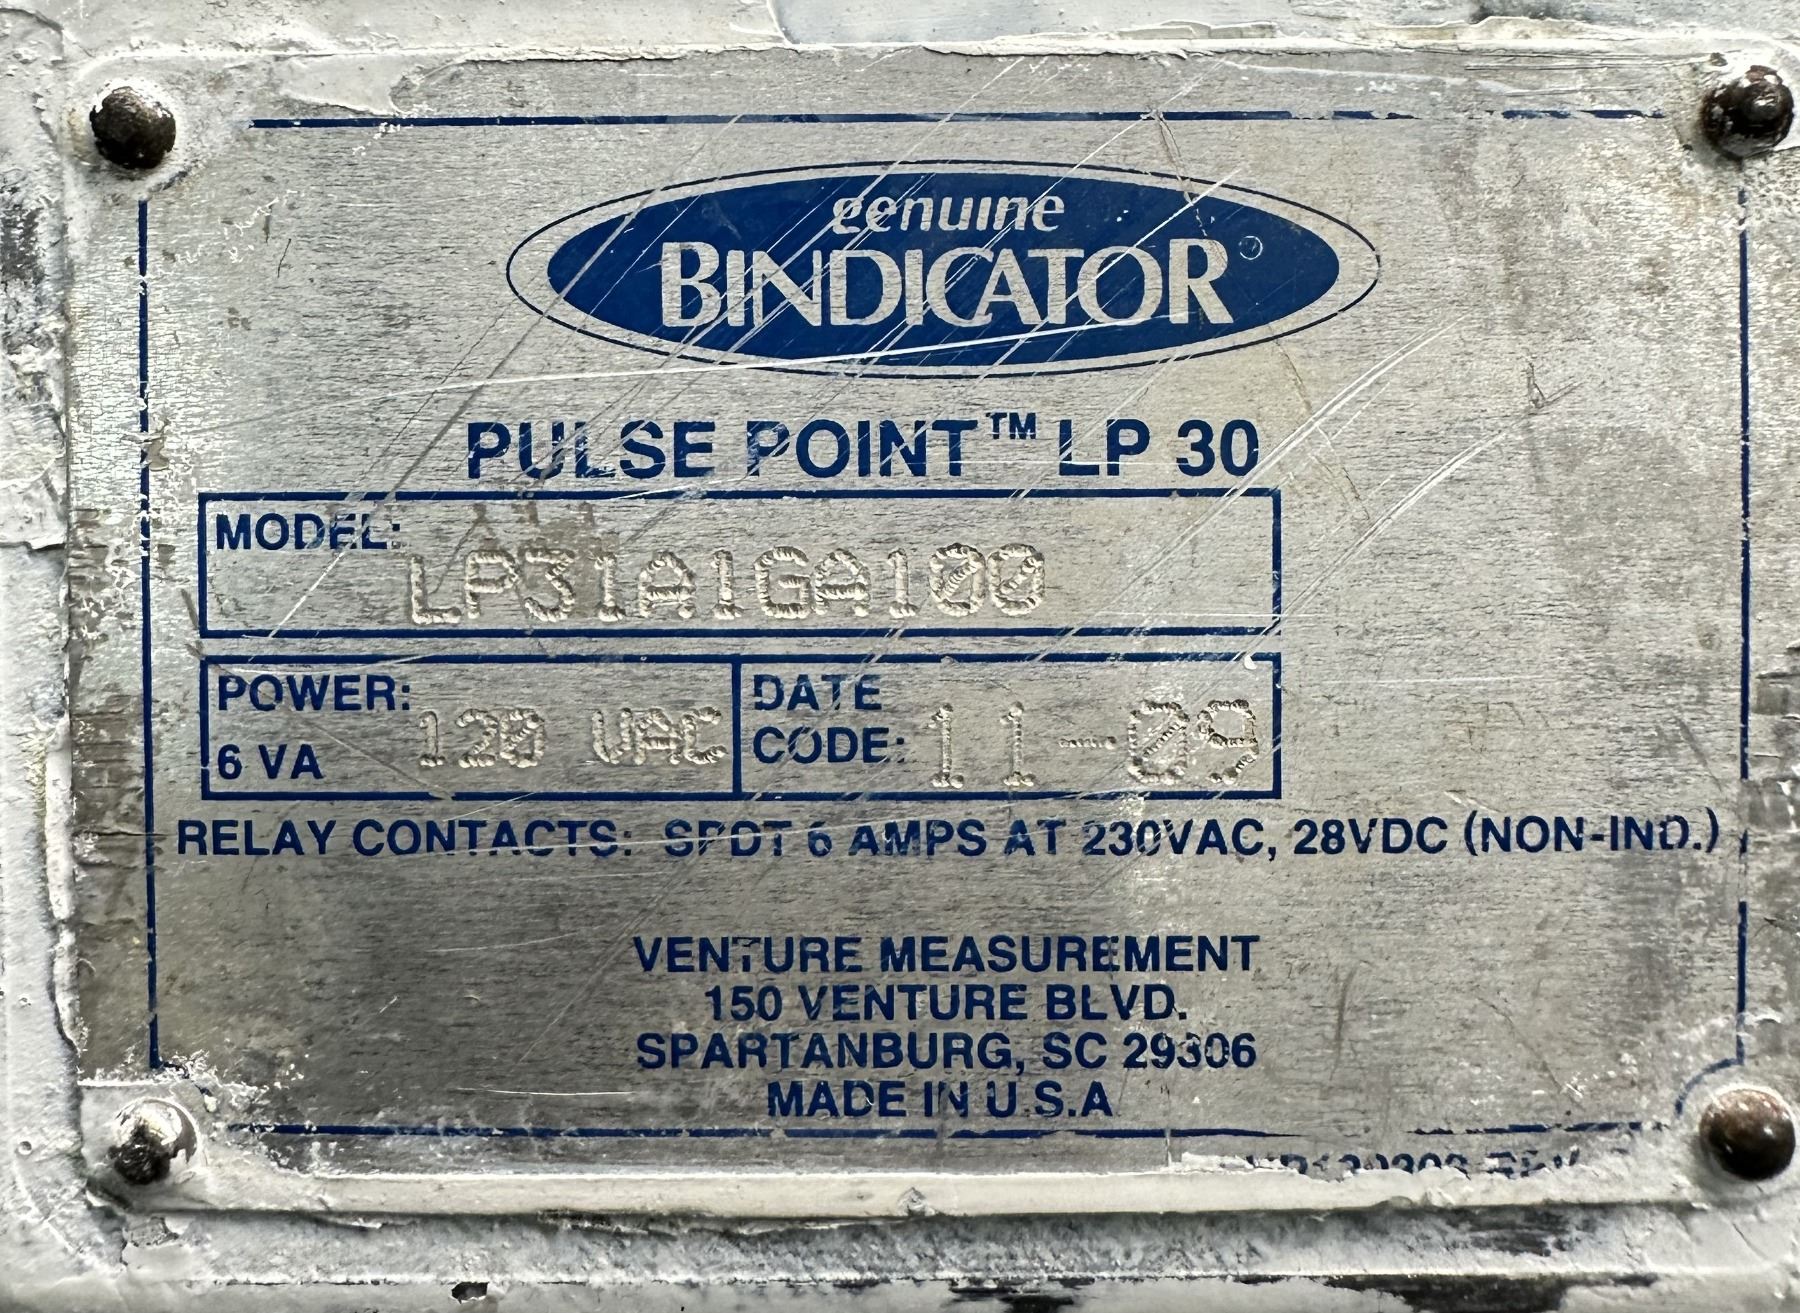 genuine
BINDICATOR®
PULSE POINT™ LP 30
MODEL: LP31A1GA100
POWER: 120 VAC
6 VA
DATE
CODE: 11-09
RELAY CONTACTS: SPDT 6 AMPS AT 230VAC, 28VDC (NON-IND.)
VENTURE MEASUREMENT
150 VENTURE BLVD.
SPARTANBURG, SC 29306
MADE IN U.S.A